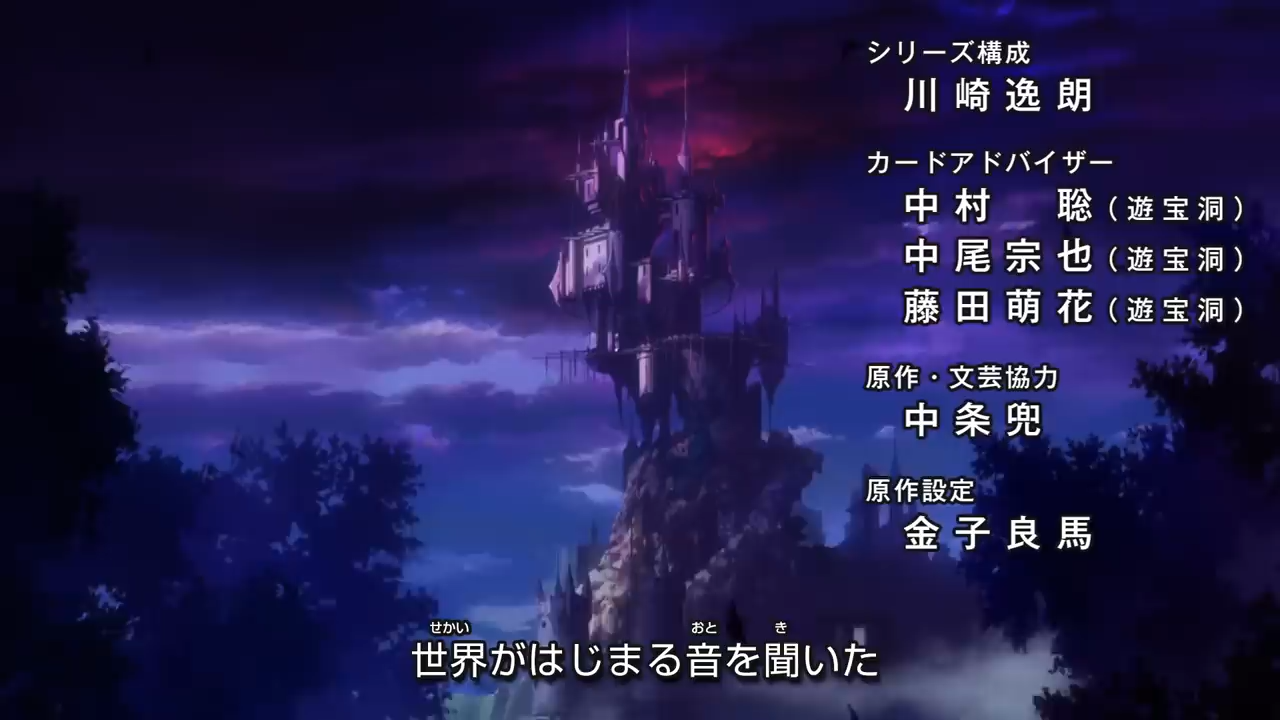 シリーズ構成
川崎逸朗
カードアドバイザー
中村 聡（遊宝洞）
中尾宗也（遊宝洞）
藤田萌花（遊宝洞）
原作・文芸協力
中条兜
原作設定
金子良馬
せかい おと き
世界がはじまる音を聞いた